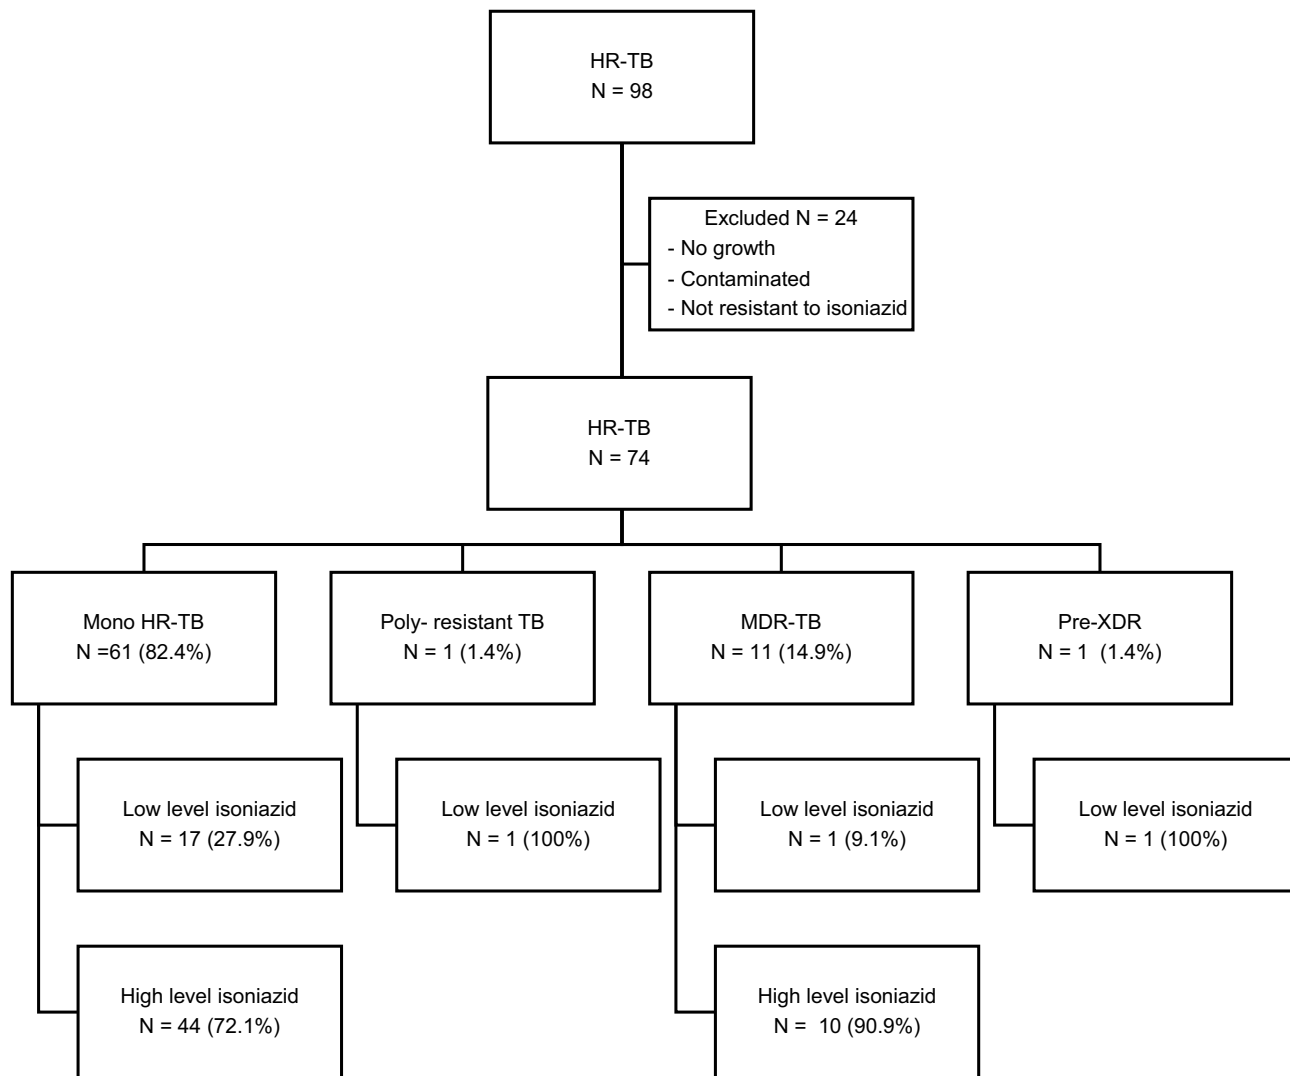 HR-TB
N = 98
Excluded N = 24
- No growth
- Contaminated
- Not resistant to isoniazid
HR-TB
N = 74
Mono HR-TB
N =61 (82.4%)
Poly- resistant TB
N = 1 (1.4%)
MDR-TB
N = 11 (14.9%)
Pre-XDR
N = 1  (1.4%)
Low level isoniazid
N = 17 (27.9%)
Low level isoniazid
N = 1 (100%)
Low level isoniazid
N = 1 (9.1%)
Low level isoniazid
N = 1 (100%)
High level isoniazid
N = 44 (72.1%)
High level isoniazid
N =  10 (90.9%)